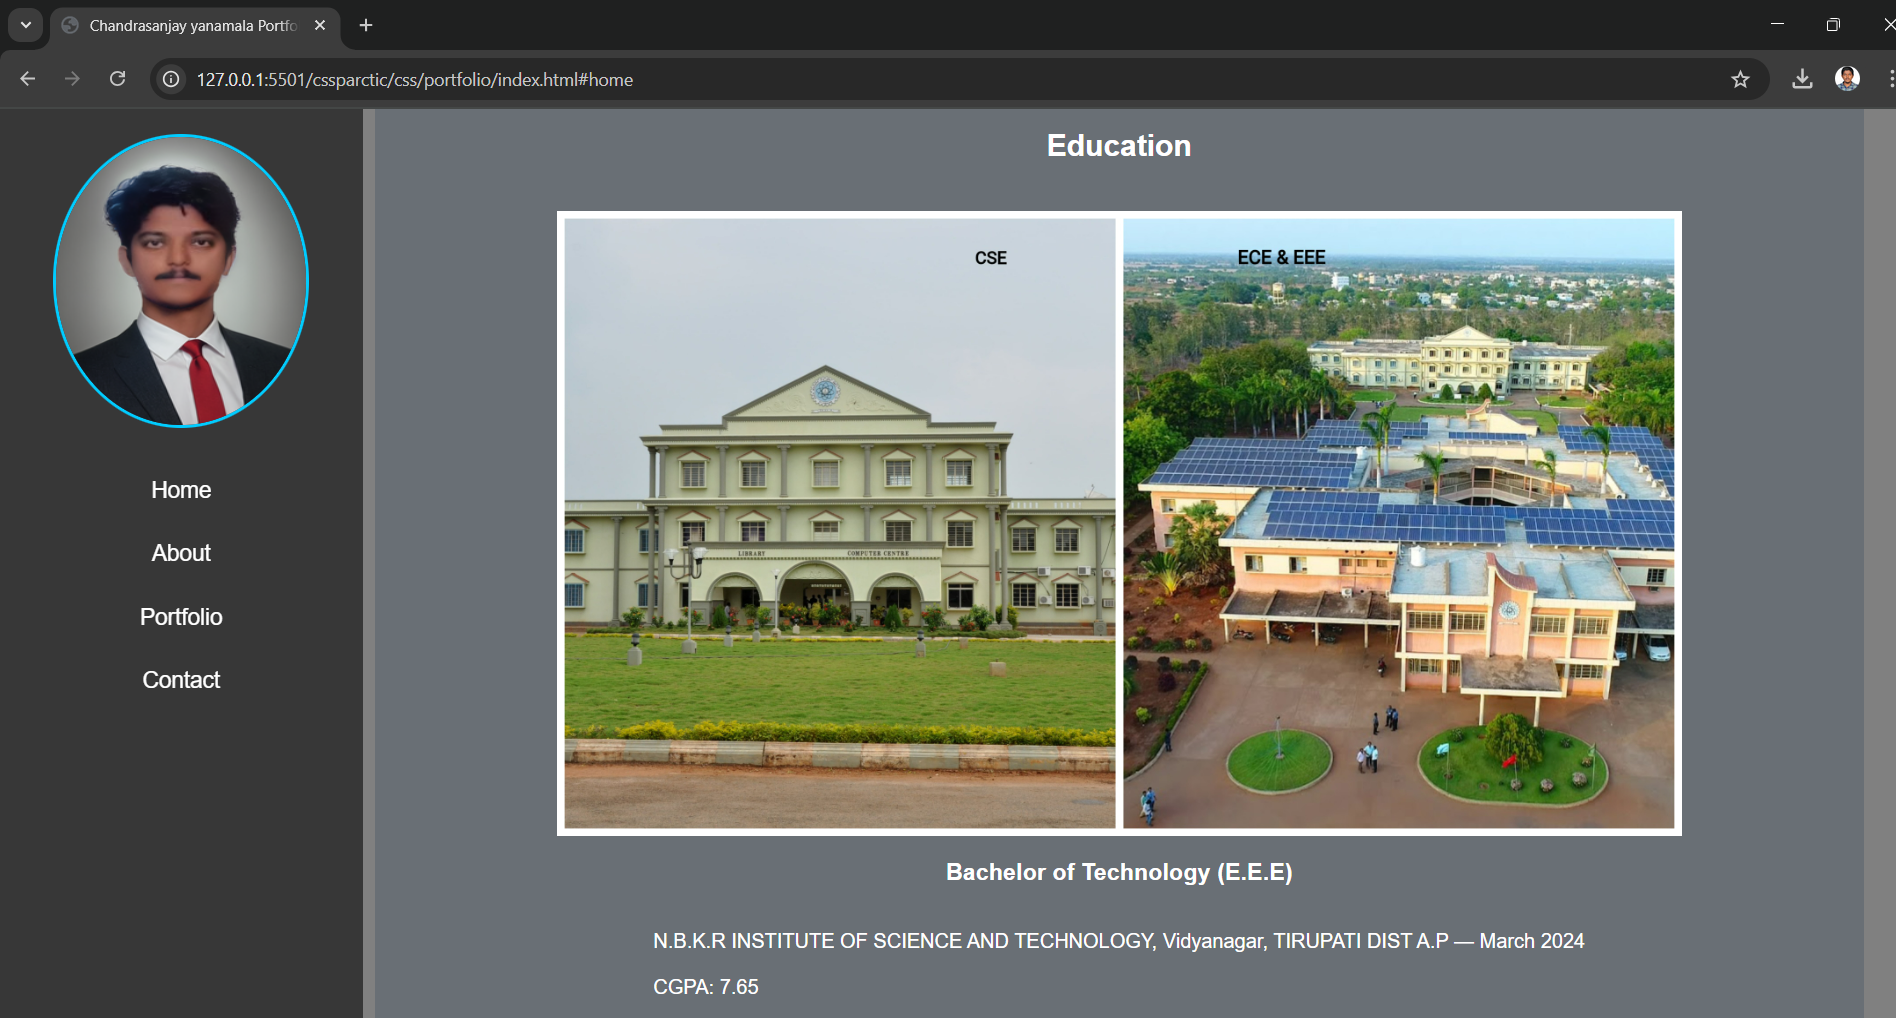 Chandrasanjay yanamala Portfo
127.0.0.1:5501/cssparctic/css/portfolio/index.html#home
Home
About
Portfolio
Contact
Education
CSE
ECE & EEE
LIBRARY
COMPUTER CENTRE
Bachelor of Technology (E.E.E)
N.B.K.R INSTITUTE OF SCIENCE AND TECHNOLOGY, Vidyanagar, TIRUPATI DIST A.P — March 2024
CGPA: 7.65